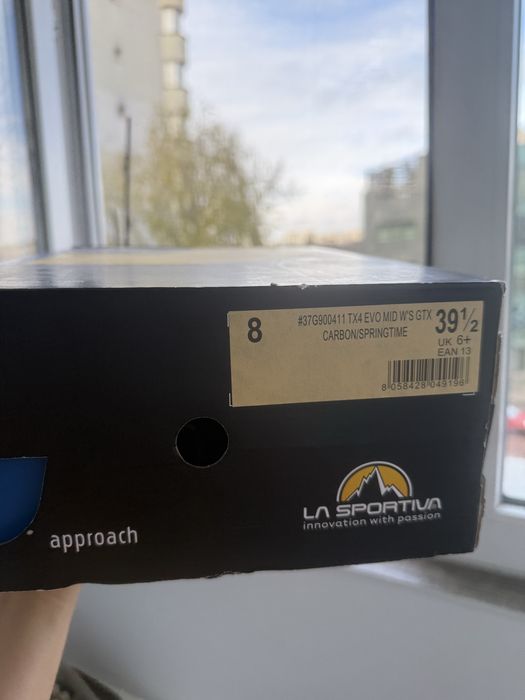 8
#37G900411 TX4 EVO MID W'S GTX
CARBON/SPRINGTIME
39½
UK 6+
EAN 13
8 058428 049196
LA SPORTIVA
innovation with passion
approach